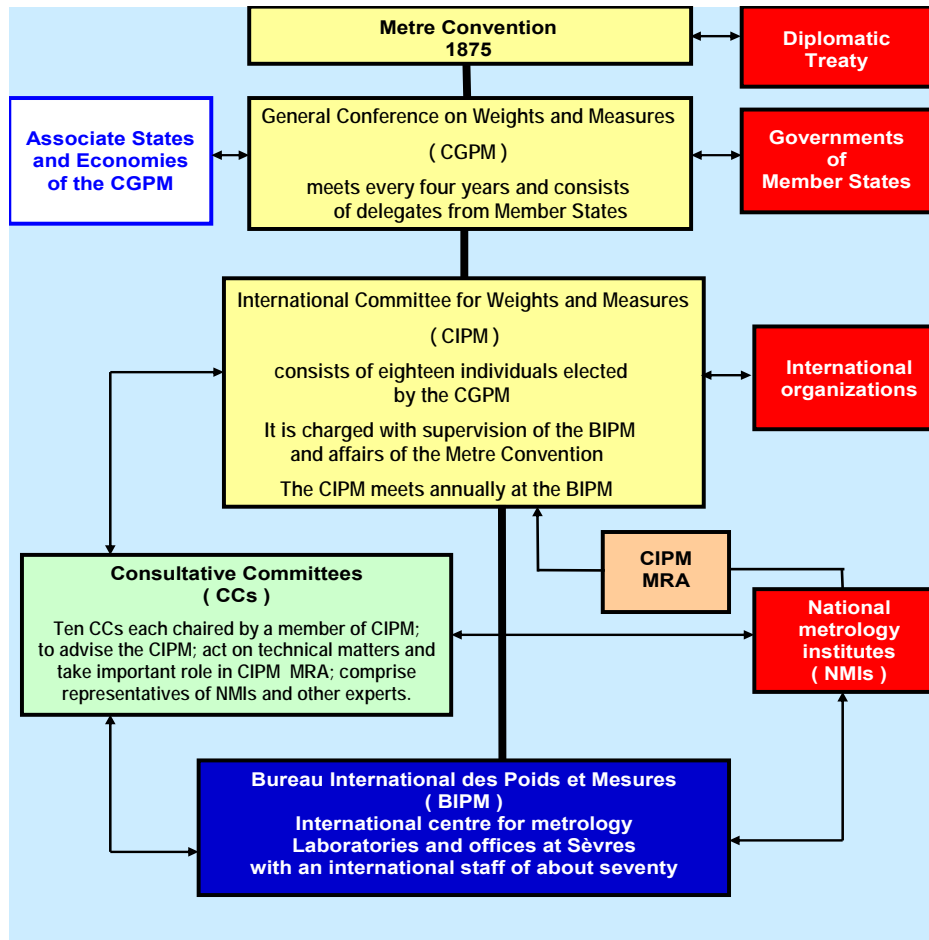 Metre Convention
1875
Diplomatic
Treaty
Associate States
and Economies
of the CGPM
General Conference on Weights and Measures
( CGPM )
meets every four years and consists
of delegates from Member States
Governments
of
Member States
International Committee for Weights and Measures
( CIPM )
consists of eighteen individuals elected
by the CGPM
It is charged with supervision of the BIPM
and affairs of the Metre Convention
The CIPM meets annually at the BIPM
International
organizations
CIPM
MRA
Consultative Committees
( CCs )
Ten CCs each chaired by a member of CIPM;
to advise the CIPM; act on technical matters and
take important role in CIPM MRA; comprise
representatives of NMIs and other experts.
National
metrology
institutes
( NMIs )
Bureau International des Poids et Mesures
( BIPM )
International centre for metrology
Laboratories and offices at Sèvres
with an international staff of about seventy